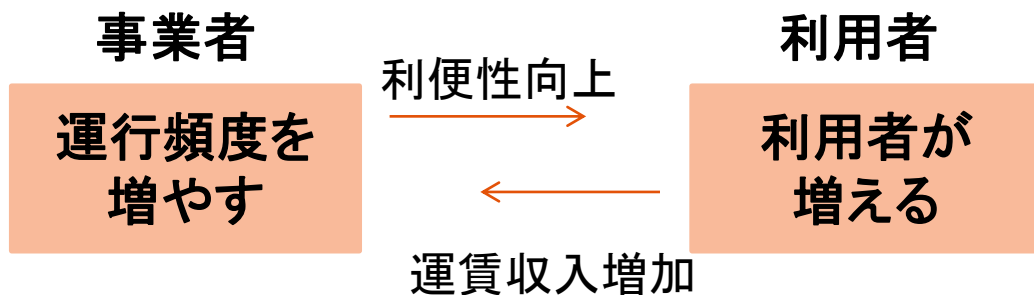 事業者
利用者
利便性向上
運行頻度を
増やす
利用者が
増える
運賃収入増加